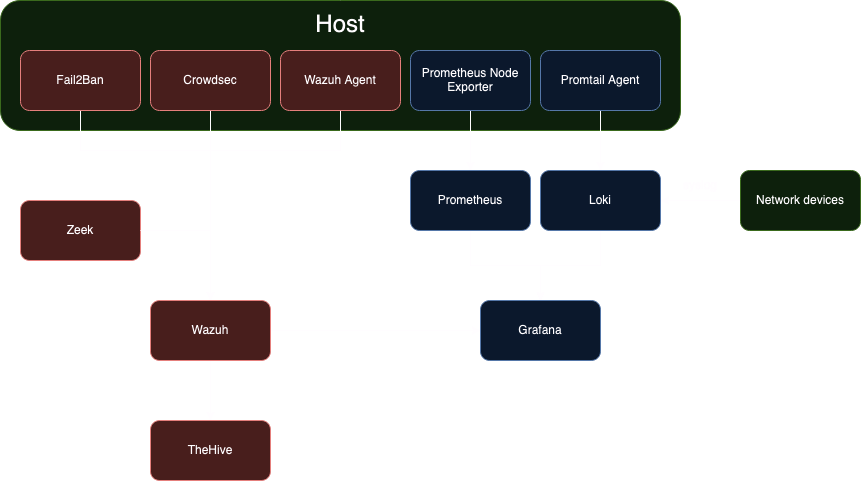 Host
Fail2Ban
Crowdsec
Wazuh Agent
Prometheus Node
Exporter
Promtail Agent
Prometheus
Loki
Network devices
Zeek
Wazuh
Grafana
TheHive